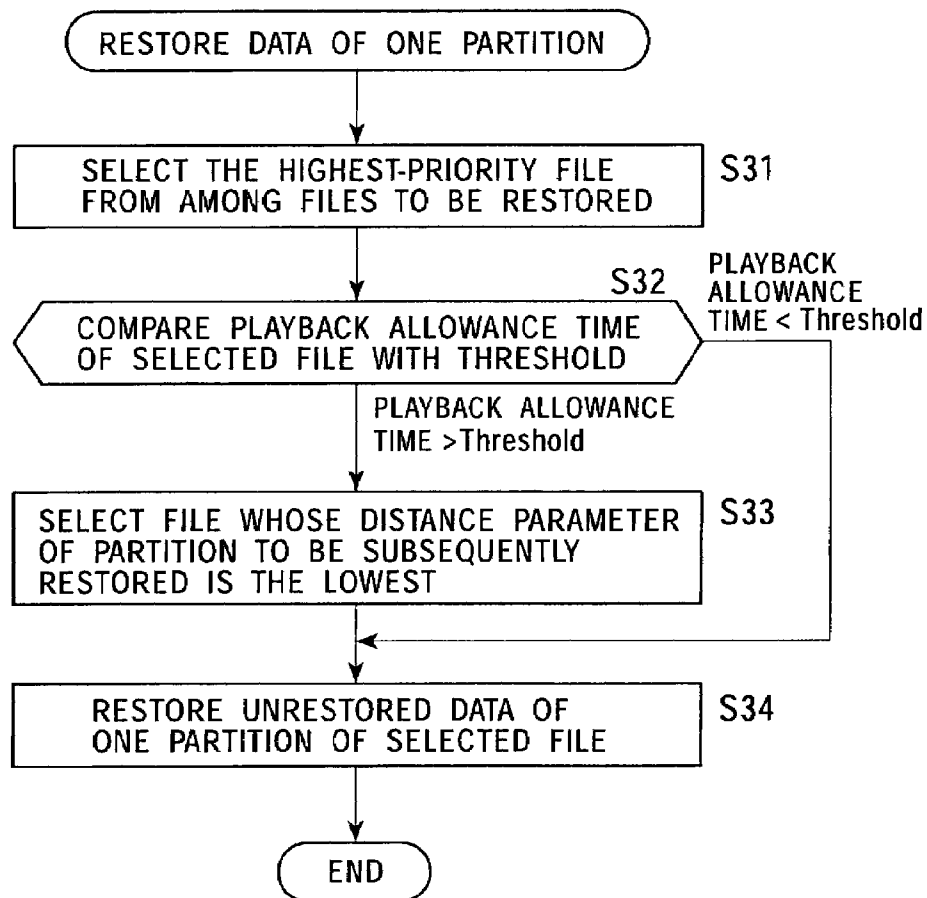 RESTORE DATA OF ONE PARTITION
SELECT THE HIGHEST-PRIORITY FILE
FROM AMONG FILES TO BE RESTORED
S31
S32
PLAYBACK
ALLOWANCE
TIME < Threshold
COMPARE PLAYBACK ALLOWANCE TIME
OF SELECTED FILE WITH THRESHOLD
PLAYBACK ALLOWANCE
TIME >Threshold
SELECT FILE WHOSE DISTANCE PARAMETER
OF PARTITION TO BE SUBSEQUENTLY
RESTORED IS THE LOWEST
S33
RESTORE UNRESTORED DATA OF
ONE PARTITION OF SELECTED FILE
S34
END